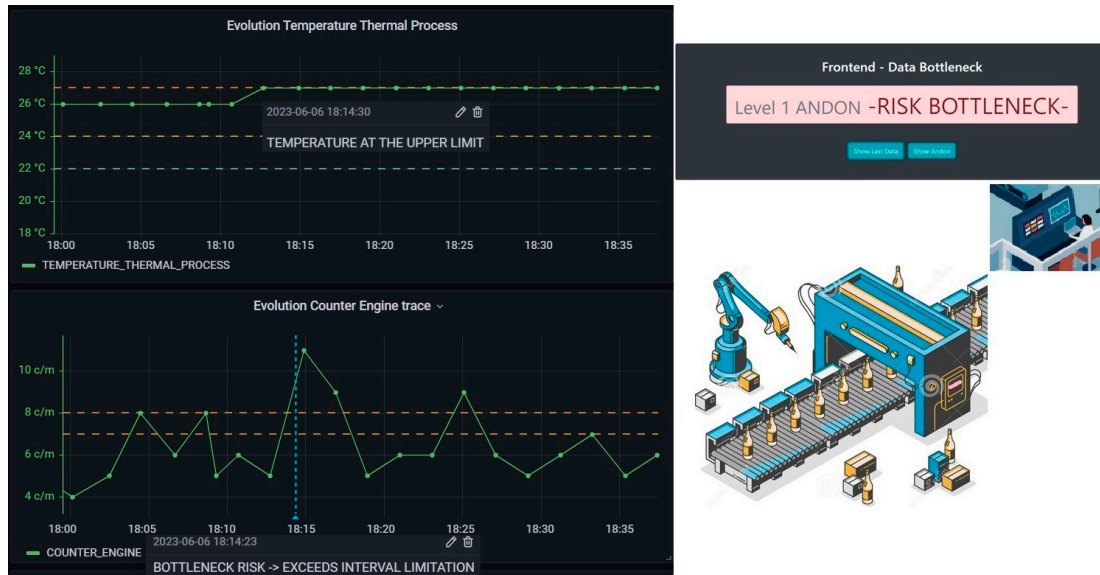 Evolution Temperature Thermal Process
28 °C
26 °C
24 °C
22 °C
20 °C
18 °C
2023-06-06 18:14:30
TEMPERATURE AT THE UPPER LIMIT
18:00 18:05 18:10 18:15 18:20 18:25 18:30 18:35
TEMPERATURE_THERMAL_PROCESS
Evolution Counter Engine trace
10 c/m
8 c/m
6 c/m
4 c/m
18:00 18:05 18:10 18:15 18:20 18:25 18:30 18:35
COUNTER_ENGINE
2023-06-06 18:14:23
BOTTLENECK RISK -> EXCEEDS INTERVAL LIMITATION
Frontend - Data Bottleneck
Level 1 ANDON -RISK BOTTLENECK-
Show Last Data Show Andon